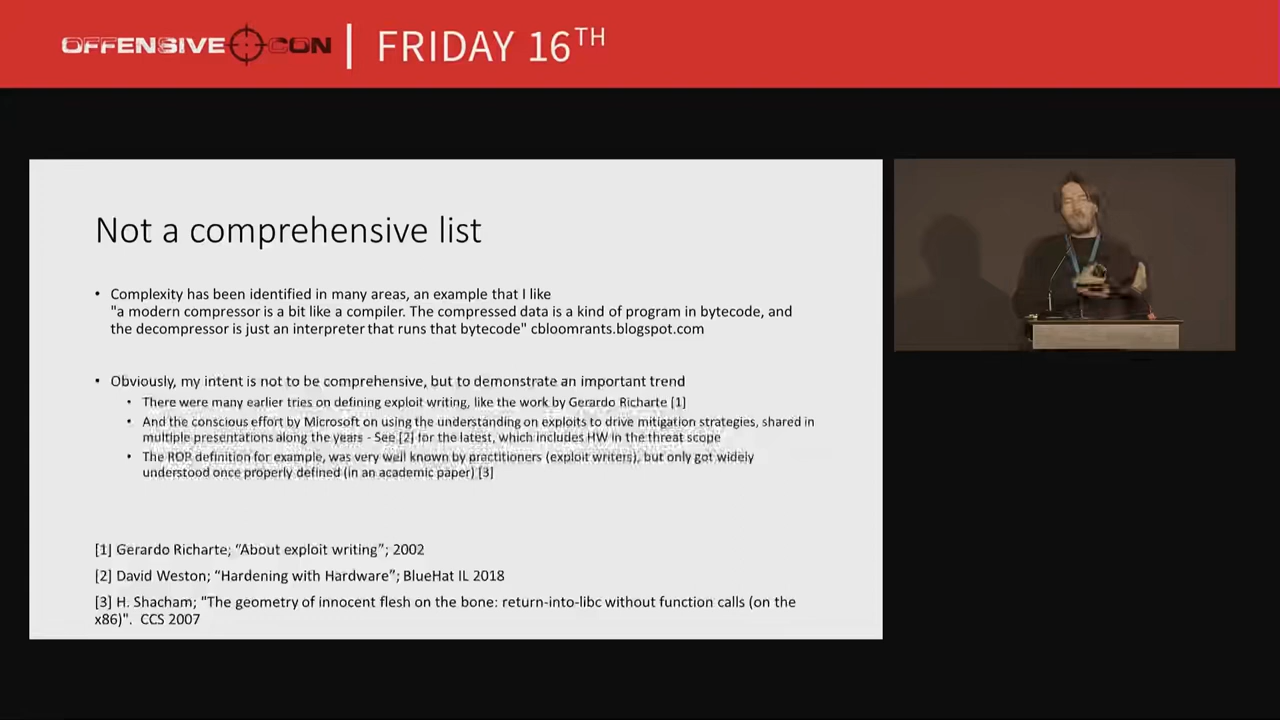 OFFENSIVE CON | FRIDAY 16TH
Not a comprehensive list
• Complexity has been identified in many areas, an example that I like
"a modern compressor is a bit like a compiler. The compressed data is a kind of program in bytecode, and
the decompressor is just an interpreter that runs that bytecode" cbloomrants.blogspot.com
• Obviously, my intent is not to be comprehensive, but to demonstrate an important trend
• There were many earlier tries on defining exploit writing, like the work by Gerardo Richarte [1]
• And the conscious effort by Microsoft on using the understanding on exploits to drive mitigation strategies, shared in
multiple presentations along the years - See [2] for the latest, which includes HW in the threat scope
• The ROP definition for example, was very well known by practitioners (exploit writers), but only got widely
understood once properly defined (in an academic paper) [3]
[1] Gerardo Richarte; “About exploit writing”; 2002
[2] David Weston; “Hardening with Hardware”; BlueHat IL 2018
[3] H. Shacham; "The geometry of innocent flesh on the bone: return-into-libc without function calls (on the
x86)". CCS 2007